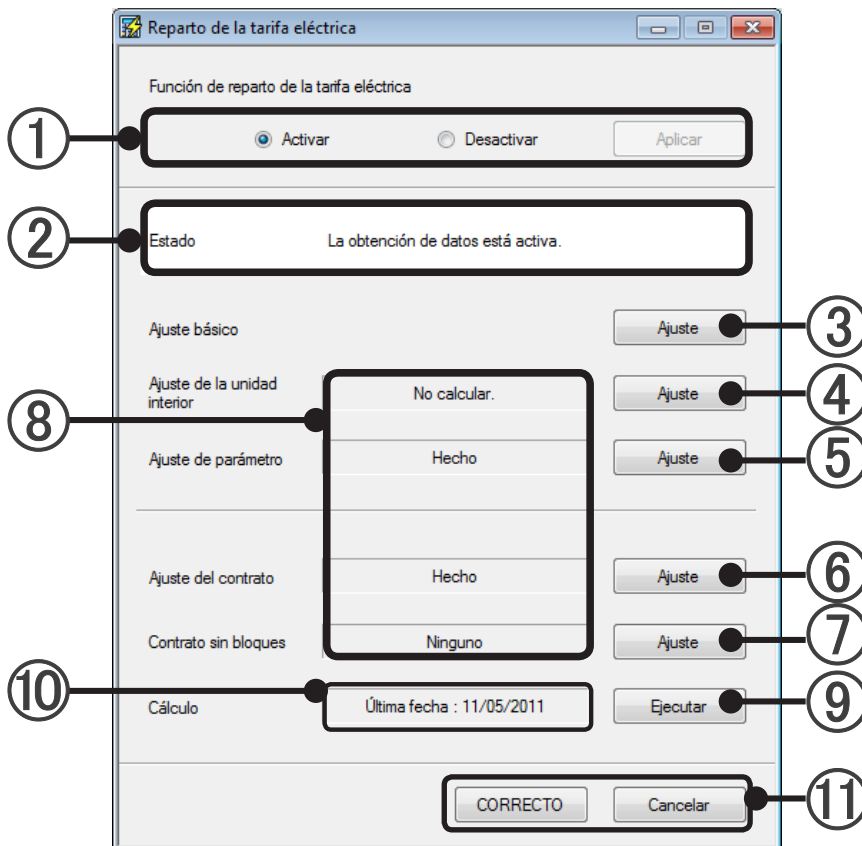 Reparto de la tarifa eléctrica
Función de reparto de la tarifa eléctrica
① Activar Desactivar Aplicar
② Estado La obtención de datos está activa.
Ajuste básico Ajuste ③
Ajuste de la unidad
interior No calcular. Ajuste ④
⑧
Ajuste de parámetro Hecho Ajuste ⑤
Ajuste del contrato Hecho Ajuste ⑥
Contrato sin bloques Ninguno Ajuste ⑦
⑩ Cálculo Última fecha : 11/05/2011 Ejecutar ⑨
CORRECTO Cancelar ⑪